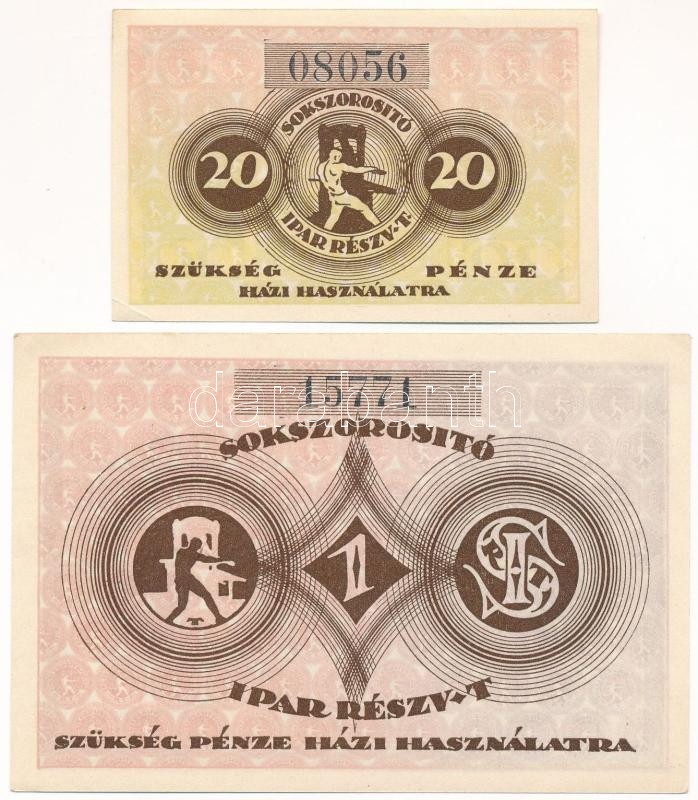 08056
SOKSZOROSITÓ
20 20
IPAR RÉSZV·T·
SZÜKSÉG PÉNZE
HÁZI HASZNÁLATRA
15771
darabanth
SOKSZOROSITÓ
1
T
IPAR RÉSZV·T
SZÜKSÉG PÉNZE HÁZI HASZNÁLATRA